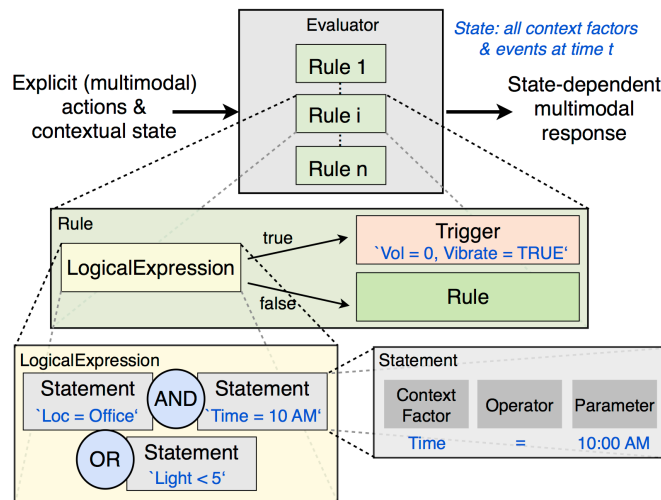 Evaluator
State: all context factors
& events at time t
Rule 1
Explicit (multimodal)
actions &
contextual state
Rule i
State-dependent
multimodal
response
Rule n
Rule
LogicalExpression
true
false
Trigger
`Vol = 0, Vibrate = TRUE‘
Rule
LogicalExpression
Statement
`Loc = Office‘
AND
Statement
`Time = 10 AM‘
OR
Statement
`Light < 5‘
Statement
Context
Factor
Operator
Parameter
Time
=
10:00 AM